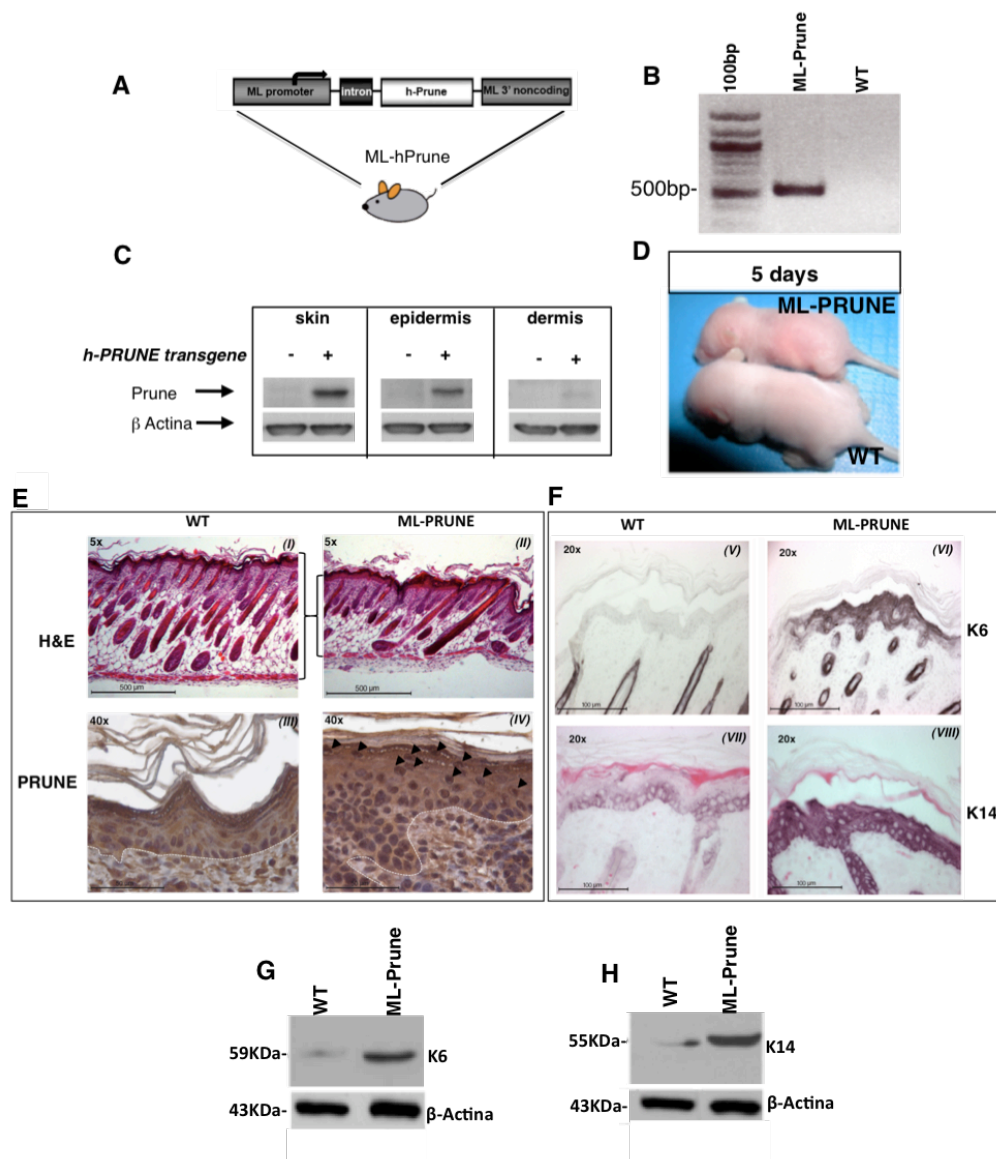 A
ML promoter intron h-Prune ML 3' noncoding
ML-hPrune
B
100bp ML-Prune WT
500bp-
C
skin epidermis dermis
h-PRUNE transgene - + - + - +
Prune
β Actina
D
5 days
ML-PRUNE
WT
E
WT ML-PRUNE
H&E
5x (I)
500 µm
5x (II)
500 µm
PRUNE
40x (III)
40x (IV)
F
WT ML-PRUNE
20x (V)
100 µm
20x (VI)
100 µm
K6
20x (VII)
100 µm
20x (VIII)
100 µm
K14
G
WT ML-Prune
59KDa- K6
43KDa- β-Actina
H
WT ML-Prune
55KDa- K14
43KDa- β-Actina